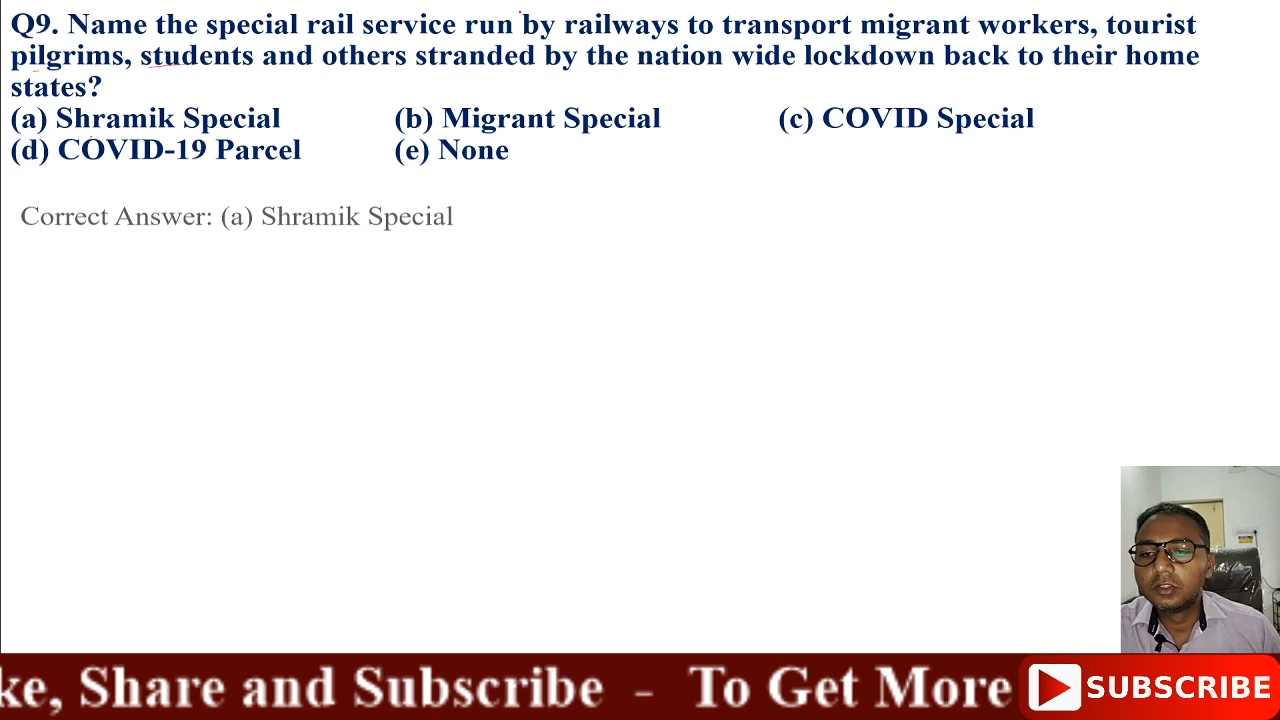 Q9. Name the special rail service run by railways to transport migrant workers, tourist
pilgrims, students and others stranded by the nation wide lockdown back to their home
states?
(a) Shramik Special (b) Migrant Special (c) COVID Special
(d) COVID-19 Parcel (e) None
Correct Answer: (a) Shramik Special
ke, Share and Subscribe - To Get More SUBSCRIBE